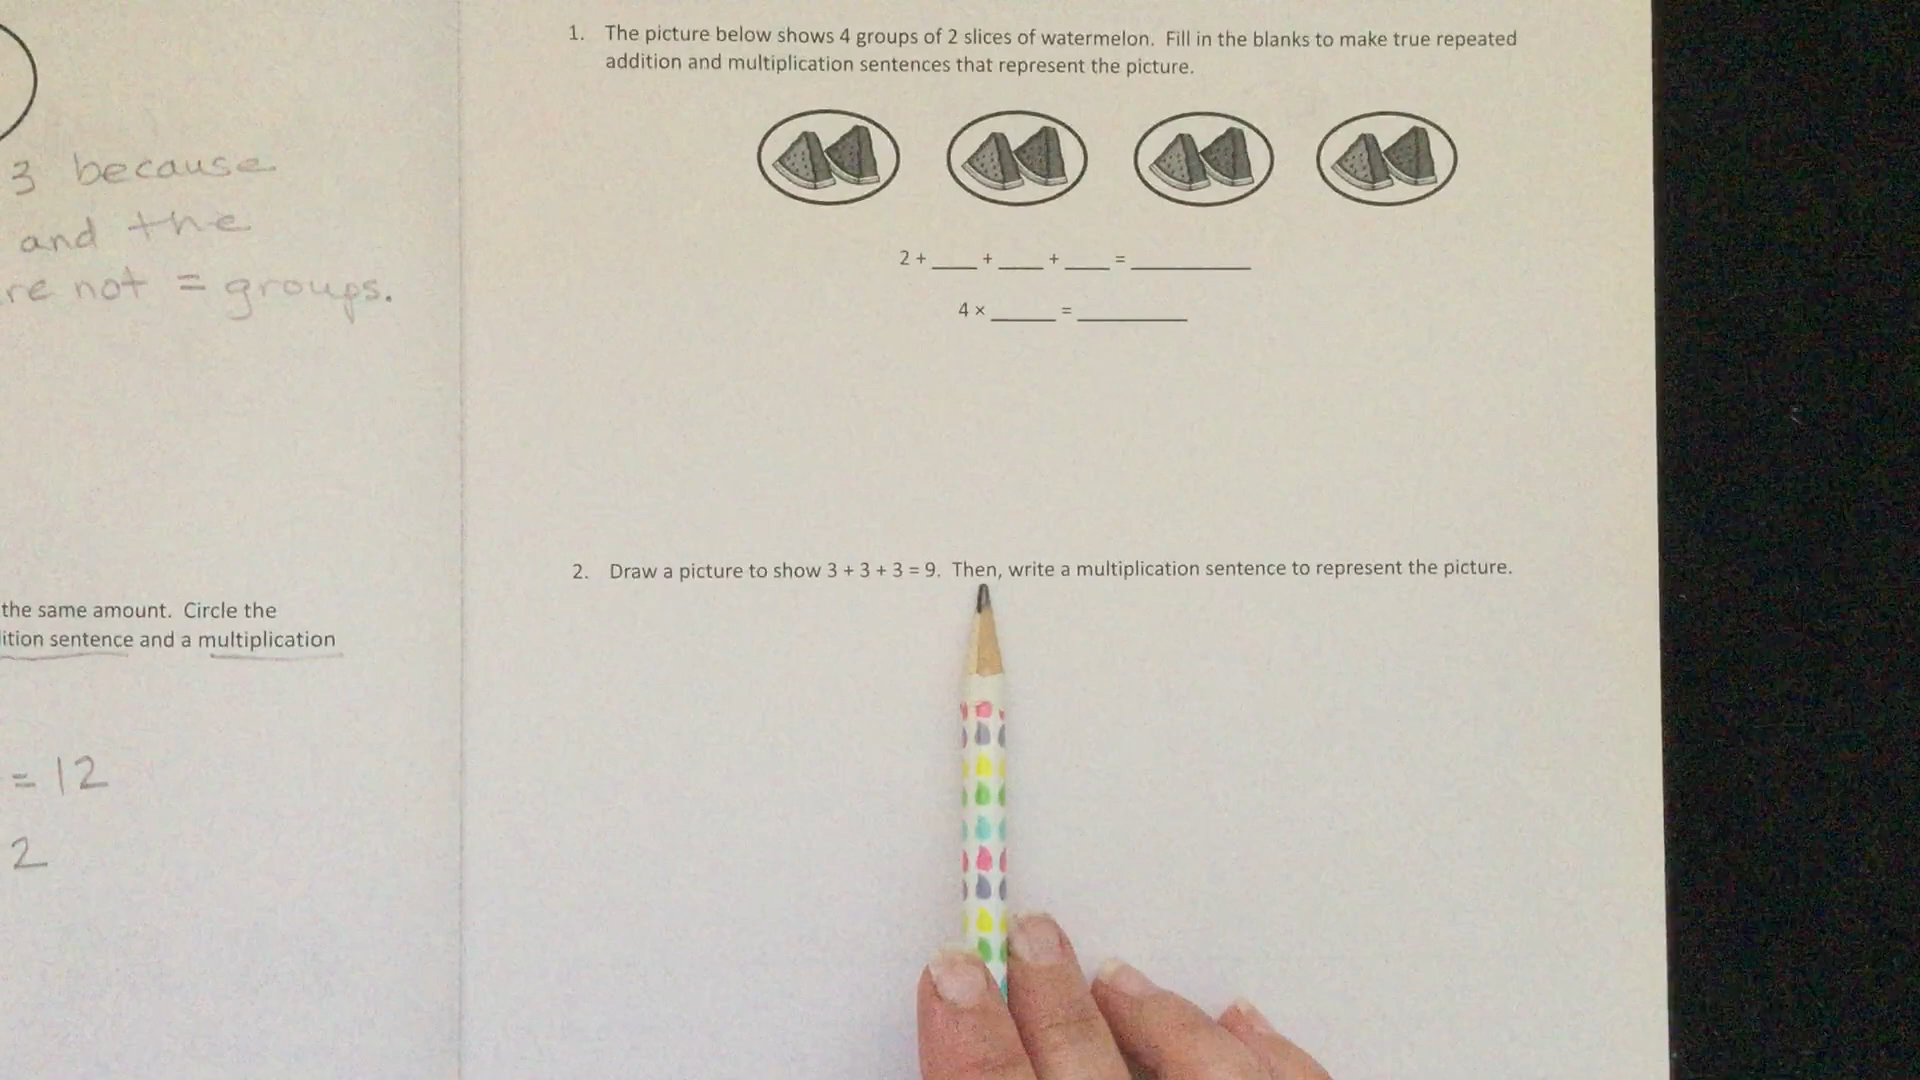 3 because
and the
re not = groups.
the same amount. Circle the
ition sentence and a multiplication
= 12
2
1. The picture below shows 4 groups of 2 slices of watermelon. Fill in the blanks to make true repeated
addition and multiplication sentences that represent the picture.
2 + ____ + ____ + ____ = __________
4 × ______ = __________
2. Draw a picture to show 3 + 3 + 3 = 9. Then, write a multiplication sentence to represent the picture.